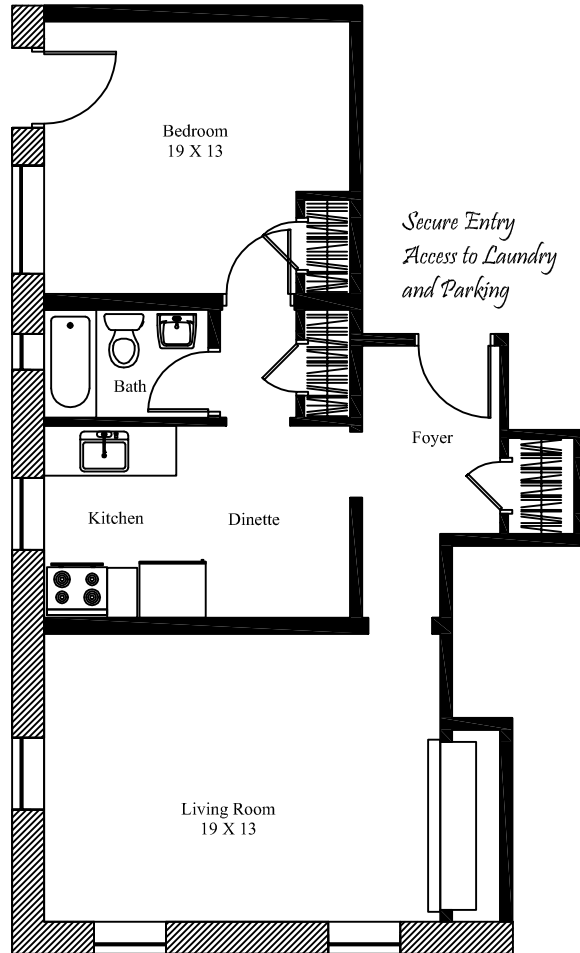 Bedroom
19 X 13
Secure Entry
Access to Laundry
and Parking
Bath
Foyer
Kitchen
Dinette
Living Room
19 X 13